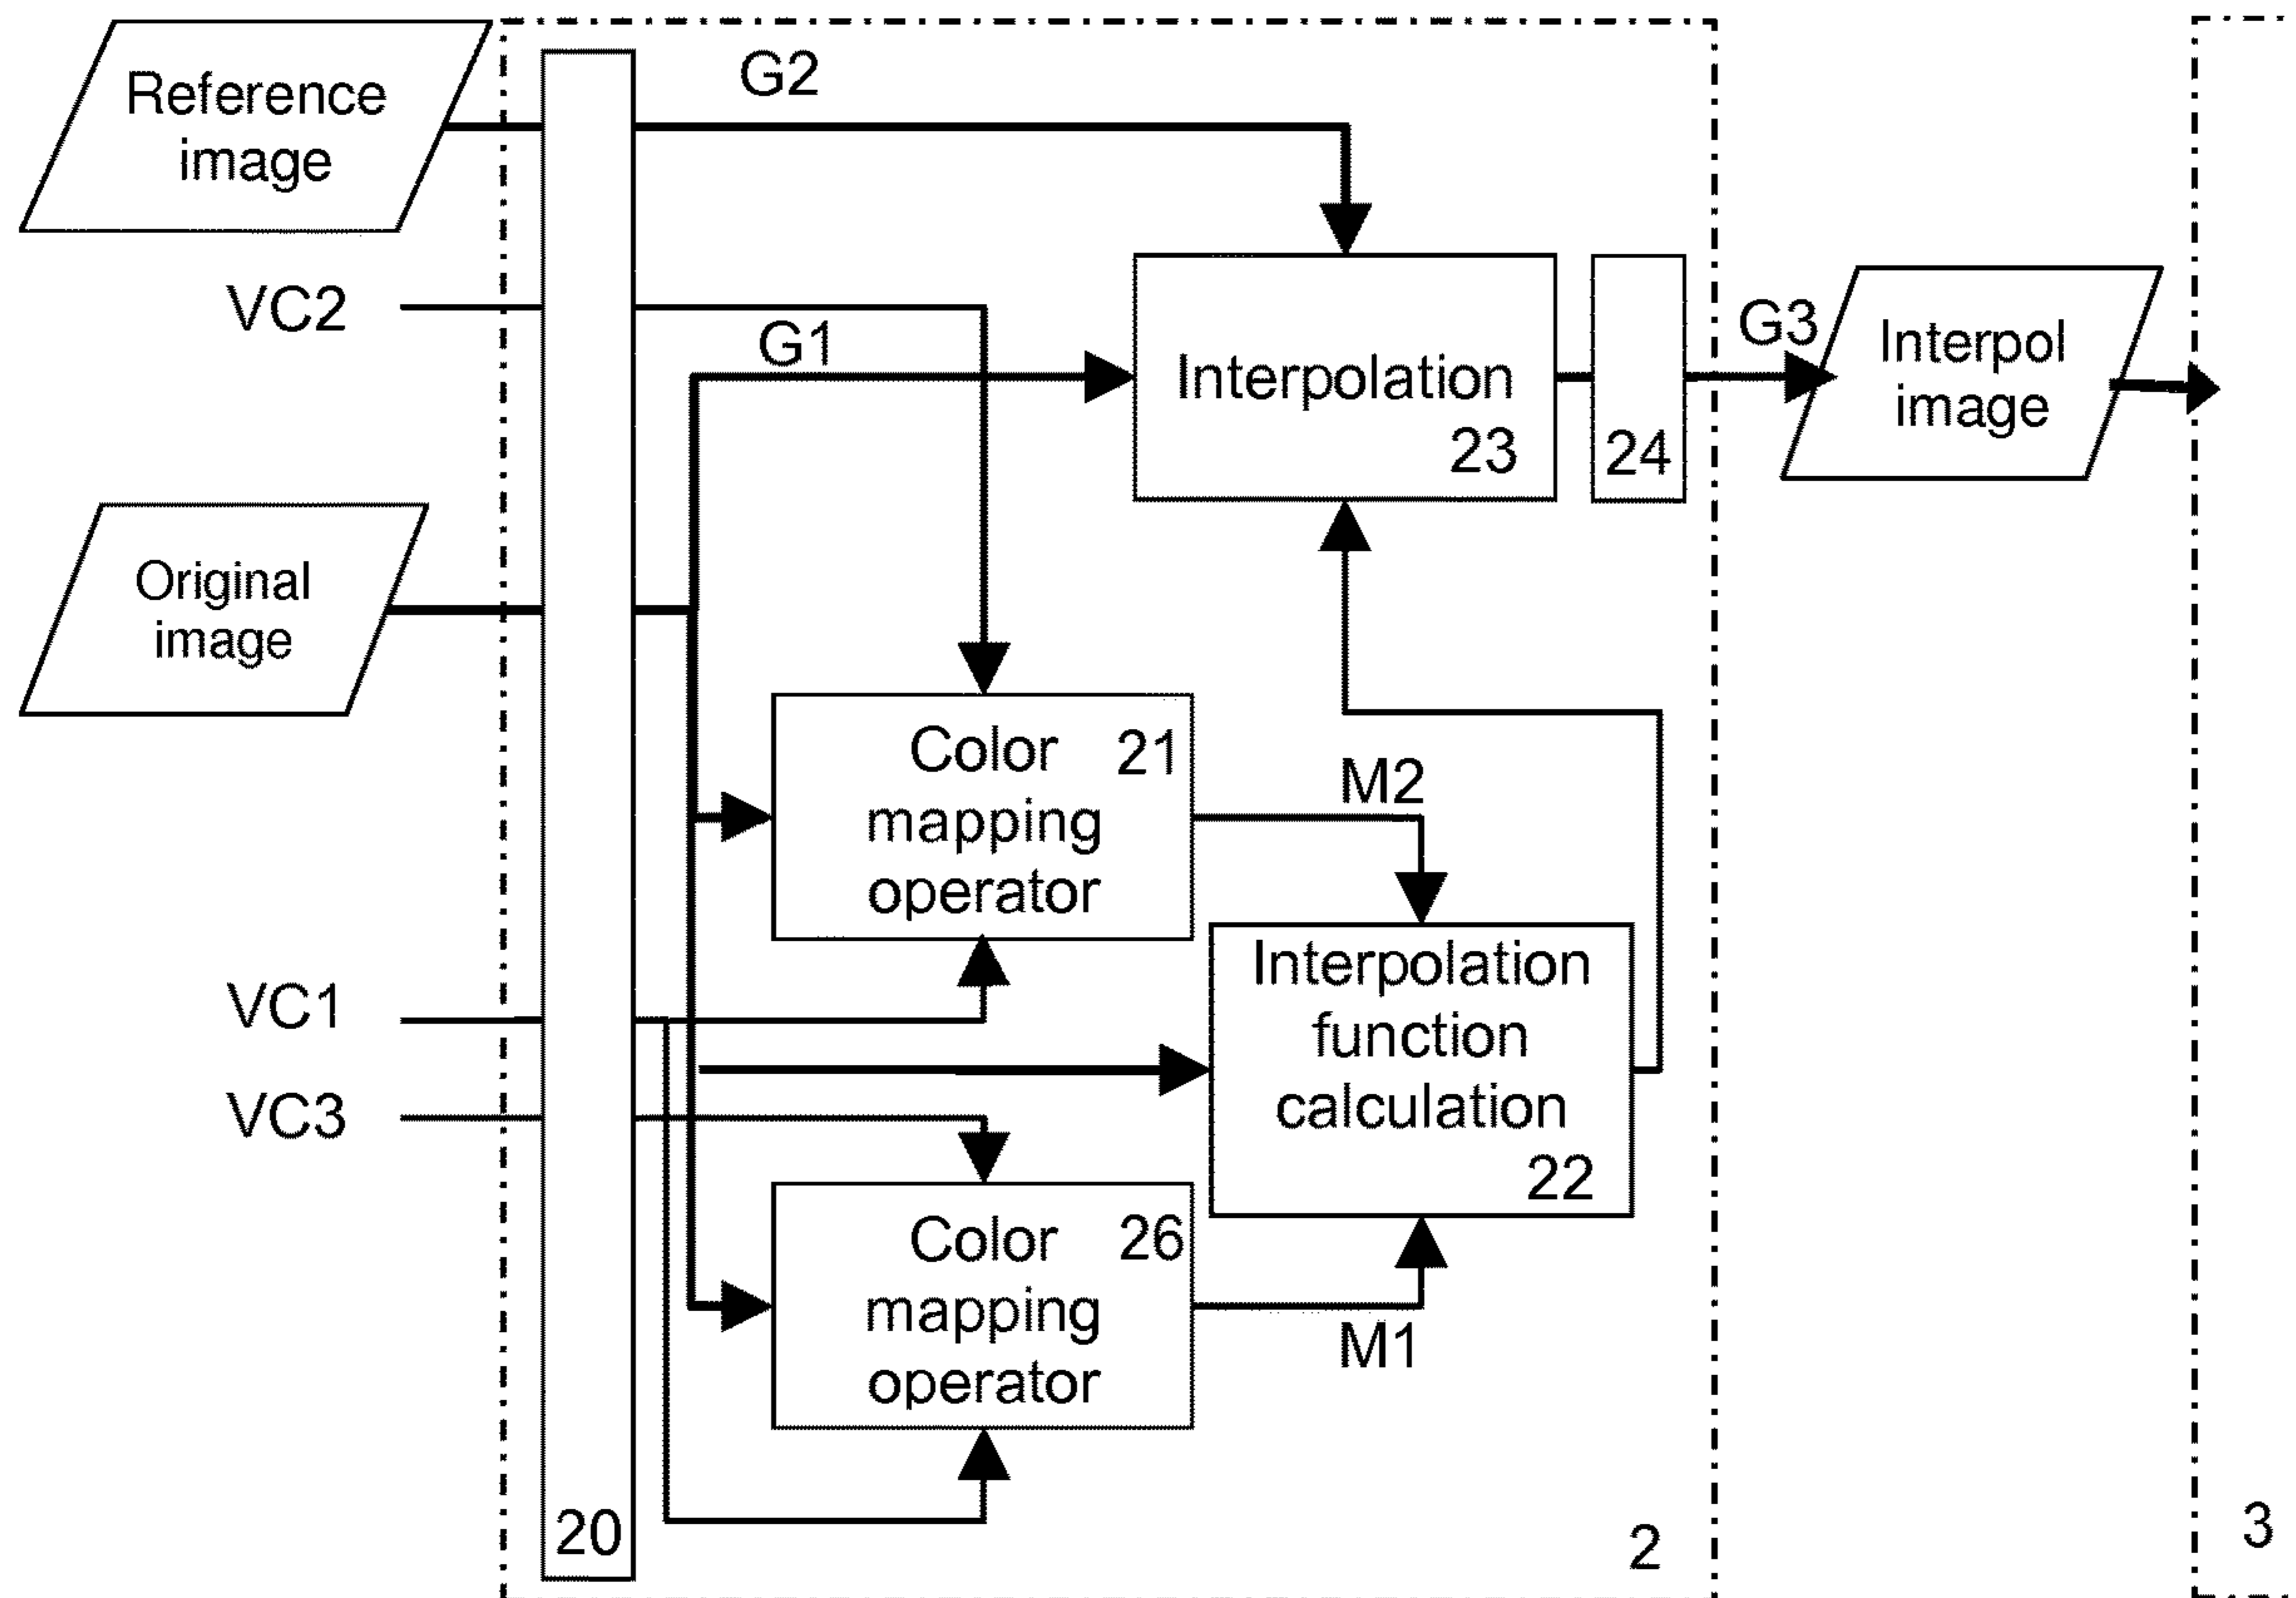 Reference
image
G2
VC2
G1
Interpolation
23
24
G3
Interpol
image
Original
image
Color
mapping
operator
21
M2
VC1
VC3
Interpolation
function
calculation
22
Color
mapping
operator
26
M1
20
2
3